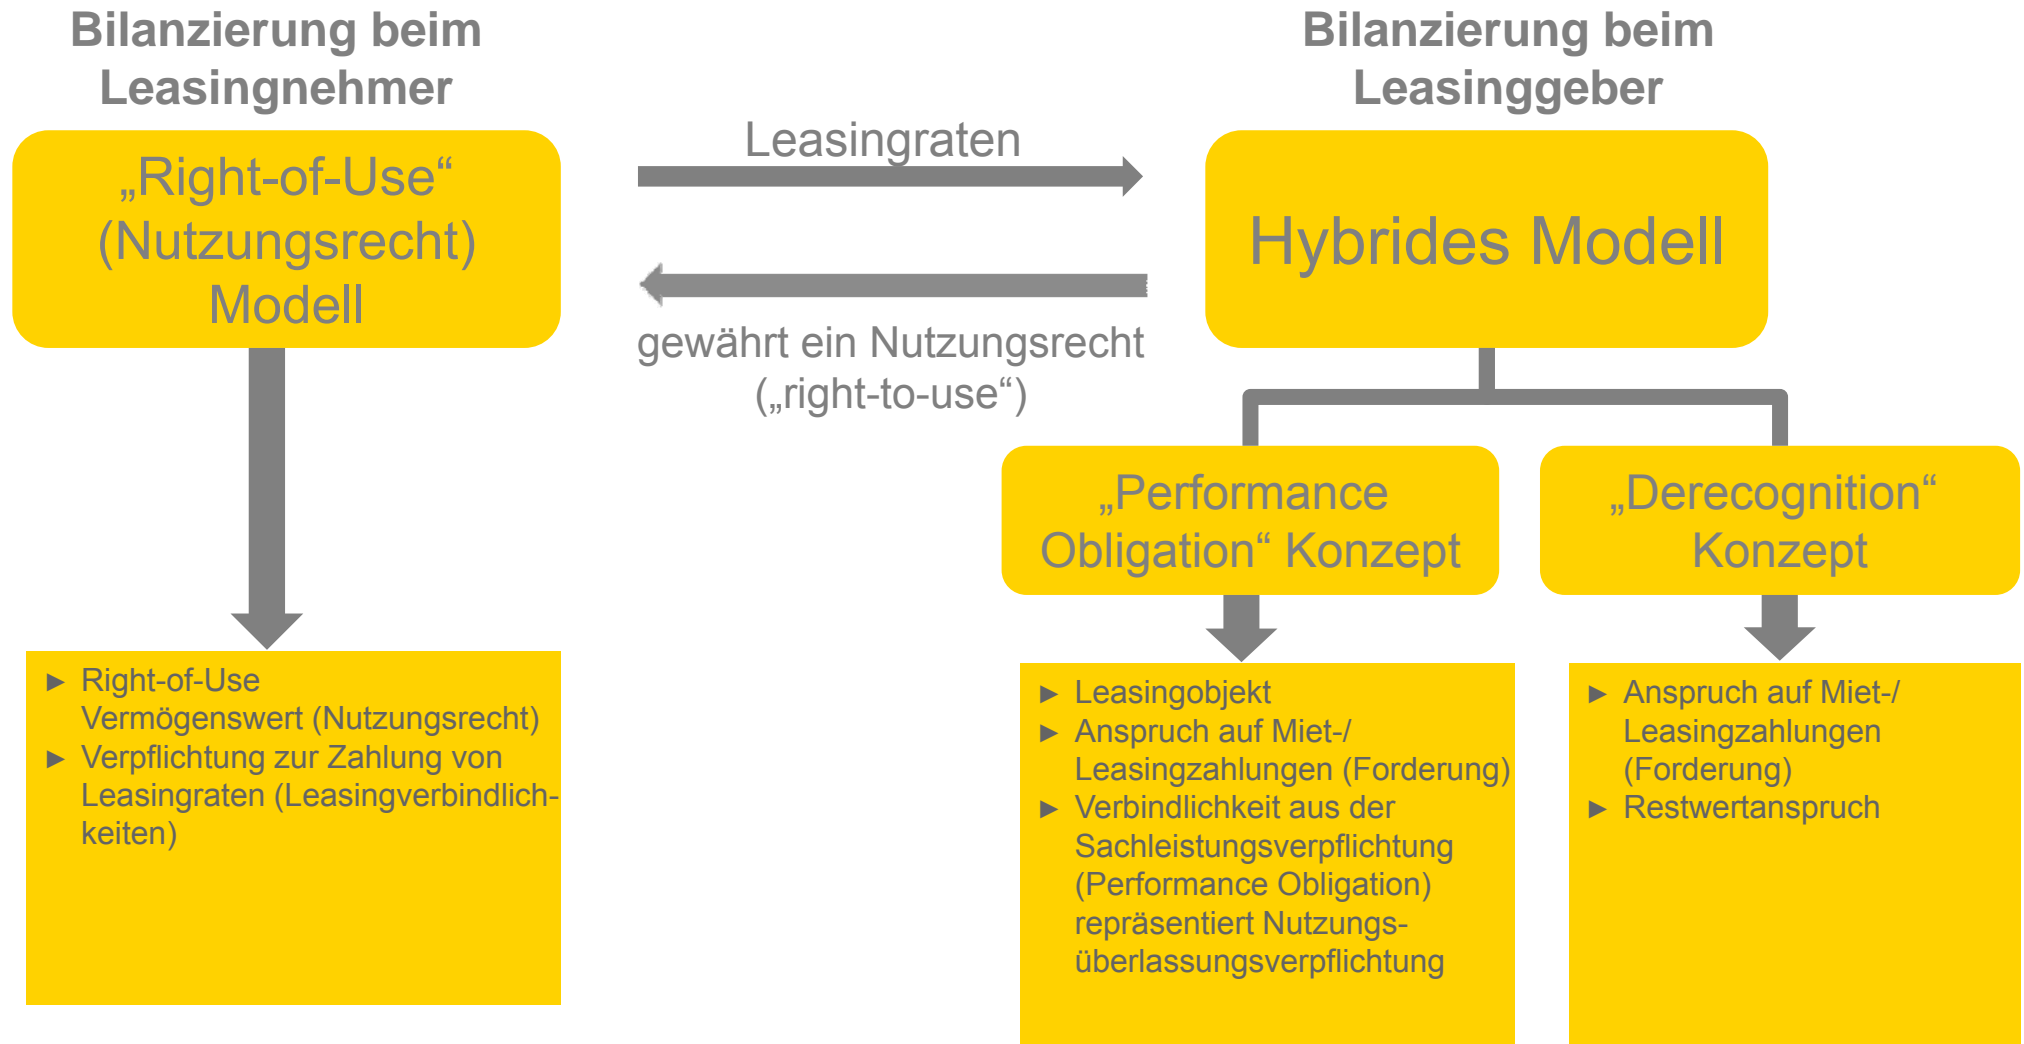 Bilanzierung beim
Leasingnehmer
„Right-of-Use“
(Nutzungsrecht)
Modell
► Right-of-Use
Vermögenswert (Nutzungsrecht)
► Verpflichtung zur Zahlung von
Leasingraten (Leasingverbindlich-
keiten)
Leasingraten
gewährt ein Nutzungsrecht
(„right-to-use“)
Bilanzierung beim
Leasinggeber
Hybrides Modell
„Performance
Obligation“ Konzept
► Leasingobjekt
► Anspruch auf Miet-/
Leasingzahlungen (Forderung)
► Verbindlichkeit aus der
Sachleistungsverpflichtung
(Performance Obligation)
repräsentiert Nutzungs-
überlassungsverpflichtung
„Derecognition“
Konzept
► Anspruch auf Miet-/
Leasingzahlungen
(Forderung)
► Restwertanspruch